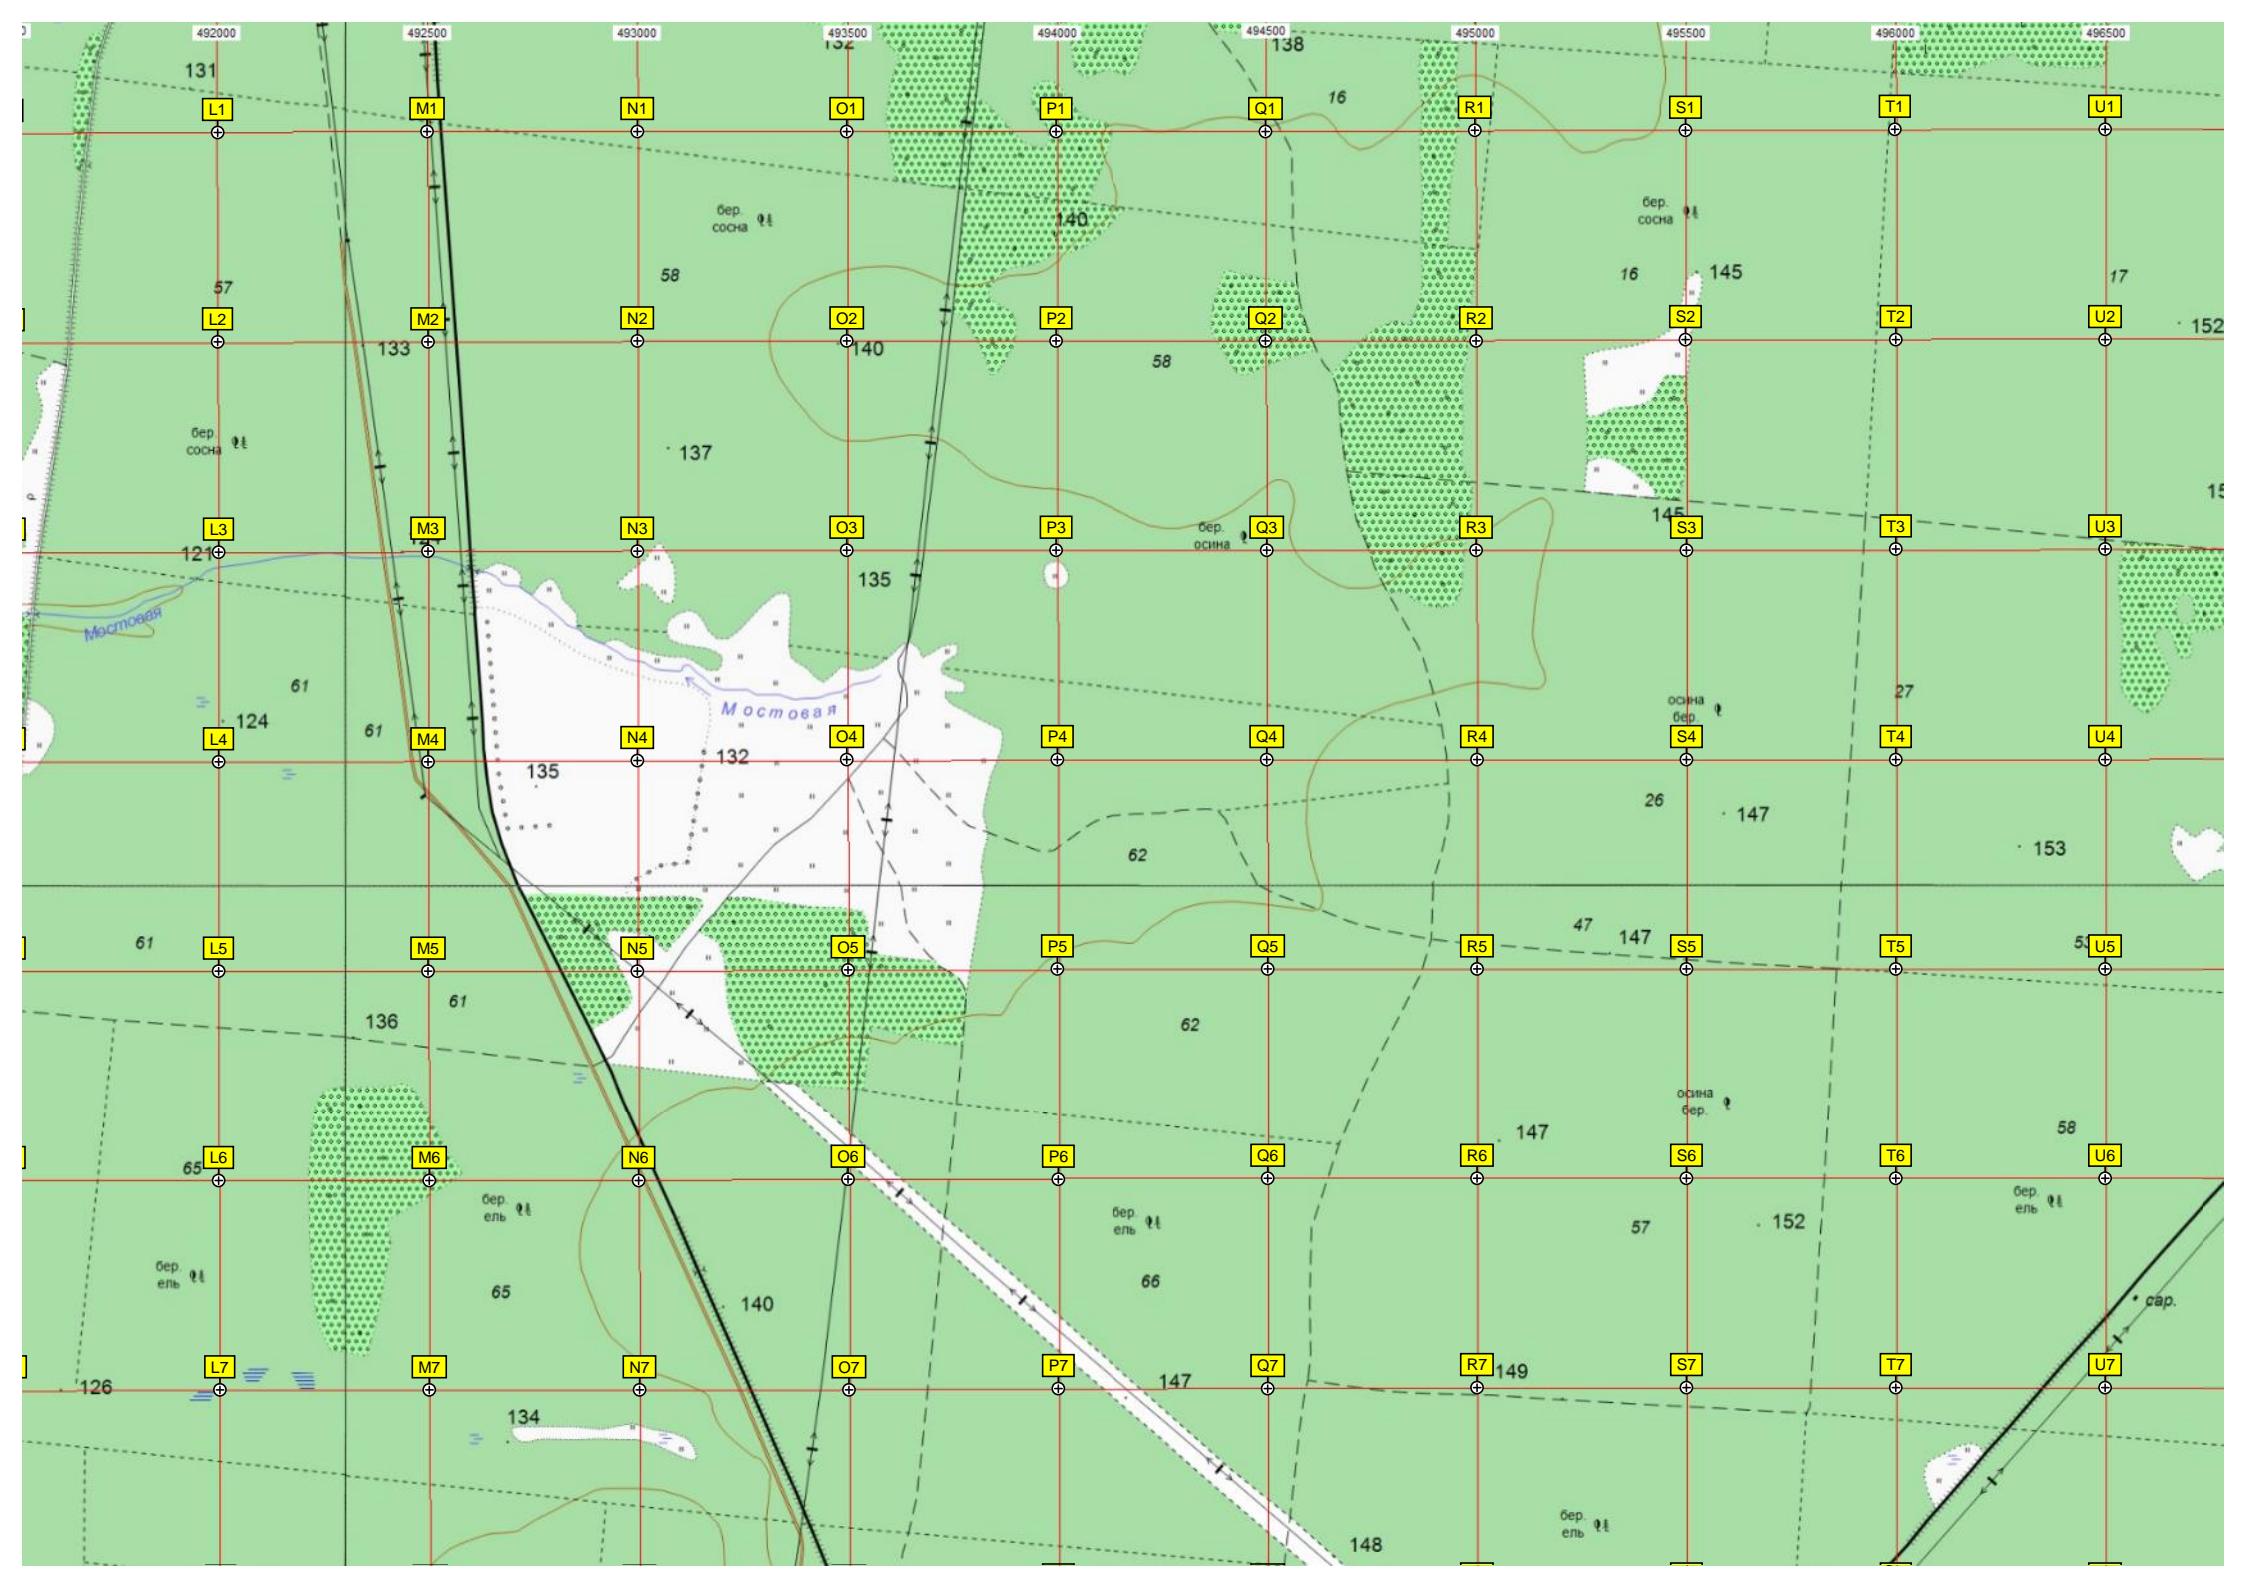 492000 492500 493000 493500 494000 494500 495000 495500 496000 496500
132 138
131
16
L1 M1 N1 O1 P1 Q1 R1 S1 T1 U1
бер.
сосна
140
бер.
сосна
57 58 16 145 17
L2 M2 N2 O2 P2 Q2 R2 S2 T2 U2
152
133 140 58
бер.
сосна
137
145
L3 M3 N3 O3 P3 Q3 R3 S3 T3 U3
бер.
осина
121
135
Мостовая
61
27
124 61
Мостовая
осина
бер.
L4 M4 N4 O4 P4 Q4 R4 S4 T4 U4
135 132
26 147
62 153
61 47 147
L5 M5 N5 O5 P5 Q5 R5 S5 T5 U5
61
136 62
осина
бер.
147 58
65
L6 M6 N6 O6 P6 Q6 R6 S6 T6 U6
бер.
ель
бер.
ель
57 152
бер.
ель
бер.
ель
65 66
140
сар.
L7 M7 N7 O7 P7 Q7 R7 S7 T7 U7
126 147 149
134
бер.
ель
148